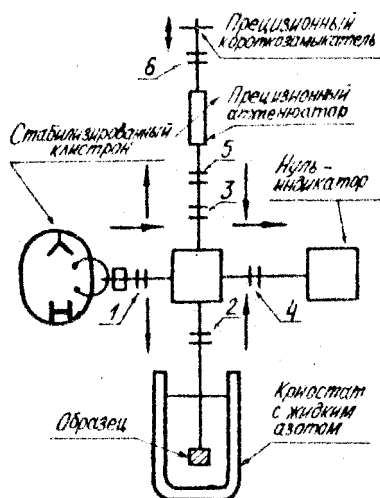 Прецизионный
короткозамыкатель
6
Прецизионный
аттенюатор
Стабилизированный
клистрон
5
3
Нуль-
индикатор
1
2
4
Криостат
с жидким
азотом
Образец